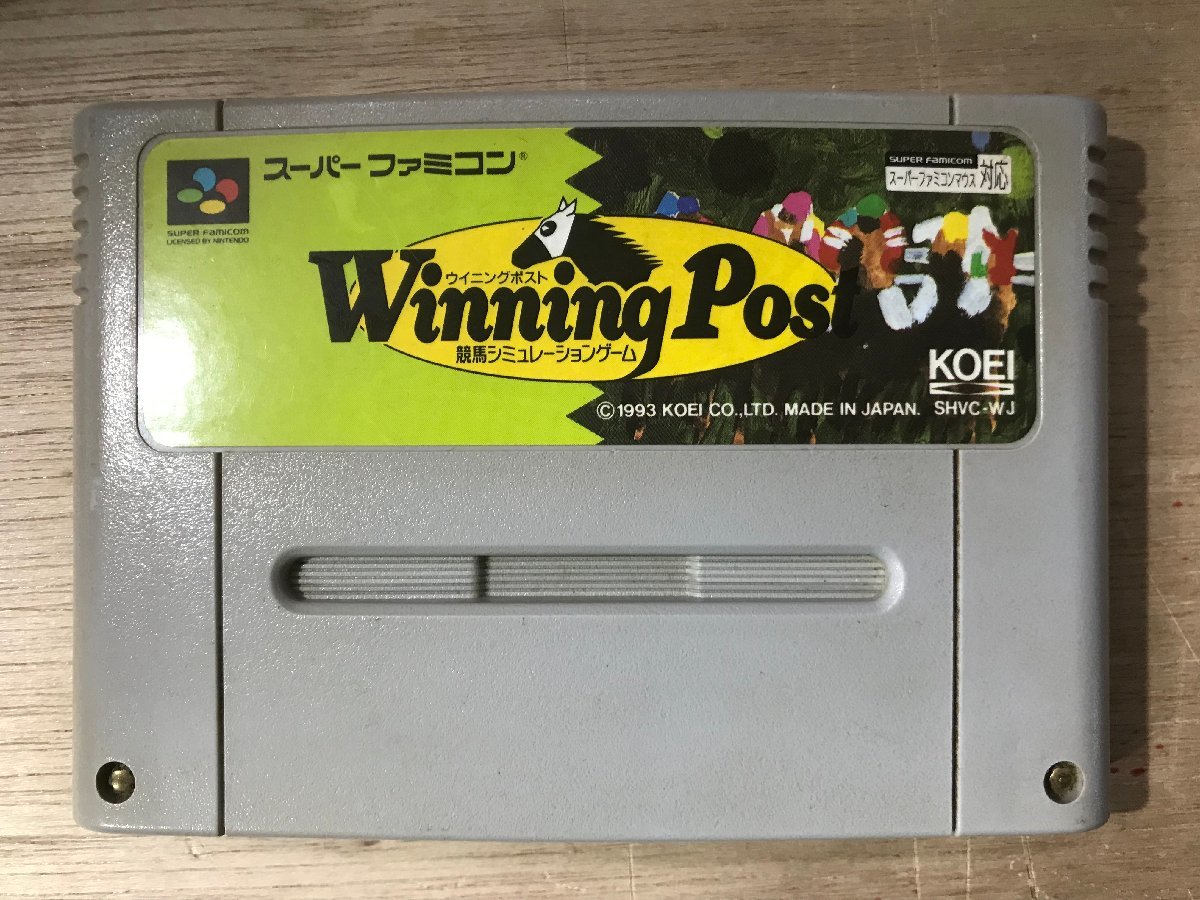 スーパーファミコン®
SUPER FAMICOM
LICENSED BY NINTENDO
SUPER FAMICOM
スーパーファミコンマウス 対応
ウイニングポスト
Winning Post
競馬シミュレーションゲーム
KOEI
©1993 KOEI CO.,LTD. MADE IN JAPAN. SHVC-WJ